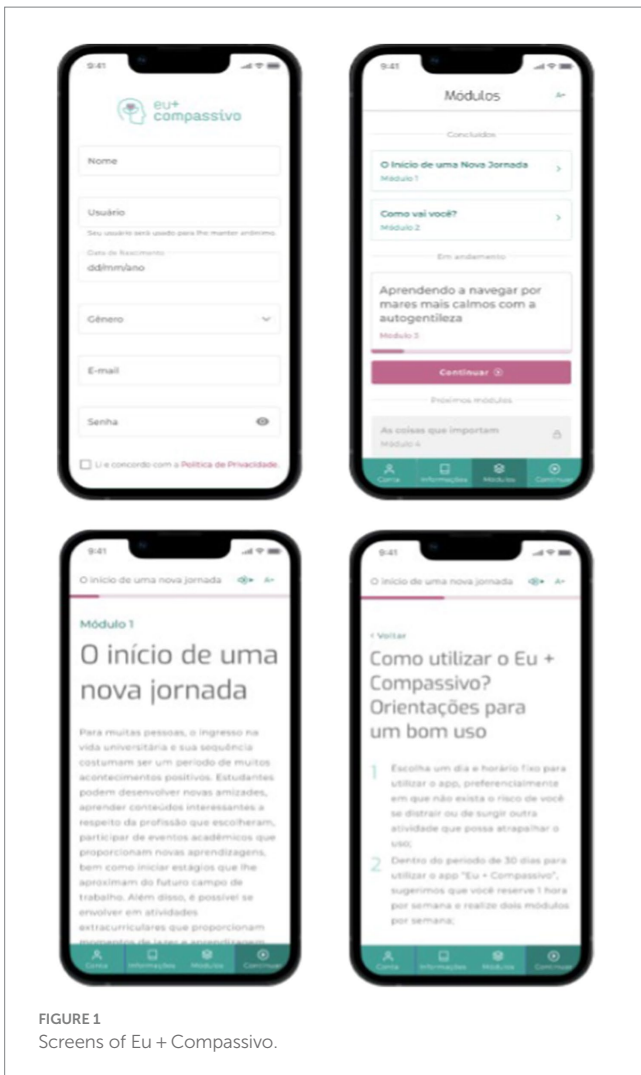 9:41
eu+
compassivo
Nome
Usuário
Seu usuário será usado para lhe manter anônimo.
Data de Nascimento
dd/mm/ano
Gênero
E-mail
Senha
Li e concordo com a Política de Privacidade.
9:41
Módulos
A+
Concluídos
O Início de uma Nova Jornada
Módulo 1
Como vai você?
Módulo 2
Em andamento
Aprendendo a navegar por
mares mais calmos com a
autogentileza
Módulo 3
Continuar
Próximos módulos
As coisas que importam
Módulo 4
Conta Informações Módulos Continuar
9:41
O início de uma nova jornada A+
Módulo 1
O início de uma
nova jornada
Para muitas pessoas, o ingresso na
vida universitária e sua sequência
costumam ser um período de muitos
acontecimentos positivos. Estudantes
podem desenvolver novas amizades,
aprender conteúdos interessantes a
respeito da profissão que escolheram,
participar de eventos acadêmicos que
proporcionam novas aprendizagens,
bem como iniciar estágios que lhe
aproximam do futuro campo de
trabalho. Além disso, é possível se
envolver em atividades
extracurriculares que proporcionam
momentos de lazer e aprendizagem
Conta Informações Módulos Continuar
9:41
O início de uma nova jornada A+
< Voltar
Como utilizar o Eu +
Compassivo?
Orientações para
um bom uso
1 Escolha um dia e horário fixo para
utilizar o app, preferencialmente
em que não exista o risco de você
se distrair ou de surgir outra
atividade que possa atrapalhar o
uso;
2 Dentro do período de 30 dias para
utilizar o app "Eu + Compassivo",
sugerimos que você reserve 1 hora
por semana e realize dois módulos
por semana;
Conta Informações Módulos Continuar
FIGURE 1
Screens of Eu + Compassivo.